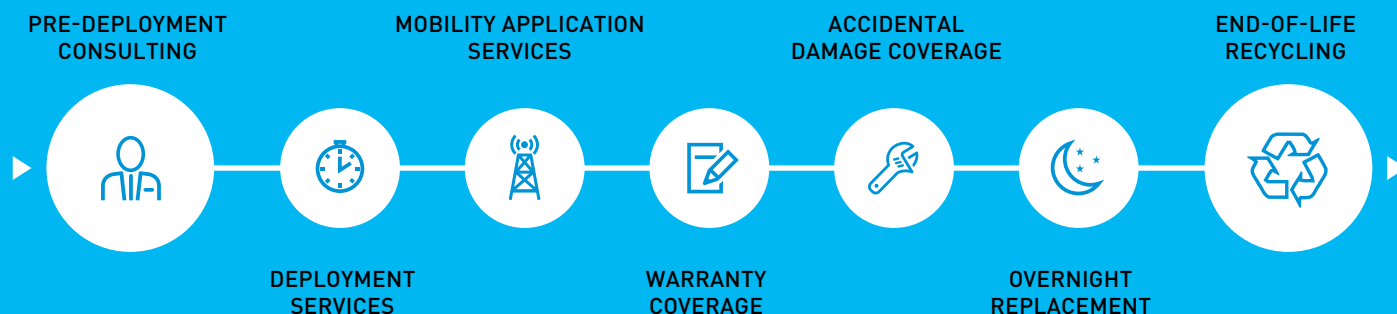 PRE-DEPLOYMENT
CONSULTING
MOBILITY APPLICATION
SERVICES
ACCIDENTAL
DAMAGE COVERAGE
END-OF-LIFE
RECYCLING
DEPLOYMENT
SERVICES
WARRANTY
COVERAGE
OVERNIGHT
REPLACEMENT